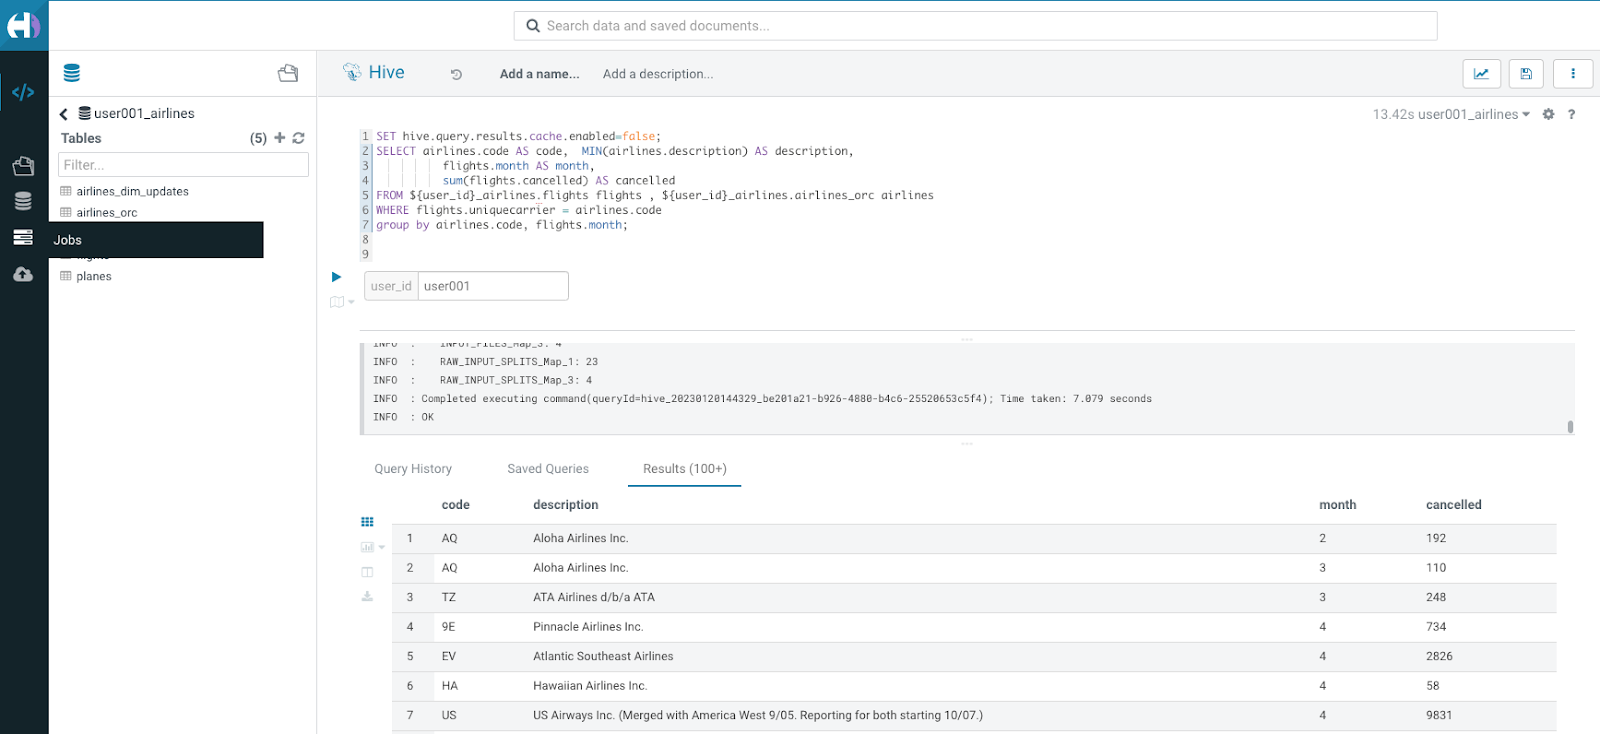 Search data and saved documents...
Hive
Add a name...
Add a description...
user001_airlines
Tables (5)
Filter...
airlines_dim_updates
airlines_orc
Jobs
planes
13.42s user001_airlines
?
1 SET hive.query.results.cache.enabled=false;
2 SELECT airlines.code AS code,  MIN(airlines.description) AS description,
3 flights.month AS month,
4 sum(flights.cancelled) AS cancelled
5 FROM ${user_id}_airlines.flights flights , ${user_id}_airlines.airlines_orc airlines
6 WHERE flights.uniquecarrier = airlines.code
7 group by airlines.code, flights.month;
8
9
user_id user001
INFO : INPUT_FILES_Map_3: 4
INFO : RAW_INPUT_SPLITS_Map_1: 23
INFO : RAW_INPUT_SPLITS_Map_3: 4
INFO : Completed executing command(queryId=hive_20230120144329_be201a21-b926-4880-b4c6-25520653c5f4); Time taken: 7.079 seconds
INFO : OK
Query History Saved Queries Results (100+)
code description month cancelled
1 AQ Aloha Airlines Inc. 2 192
2 AQ Aloha Airlines Inc. 3 110
3 TZ ATA Airlines d/b/a ATA 3 248
4 9E Pinnacle Airlines Inc. 4 734
5 EV Atlantic Southeast Airlines 4 2826
6 HA Hawaiian Airlines Inc. 4 58
7 US US Airways Inc. (Merged with America West 9/05. Reporting for both starting 10/07.) 4 9831